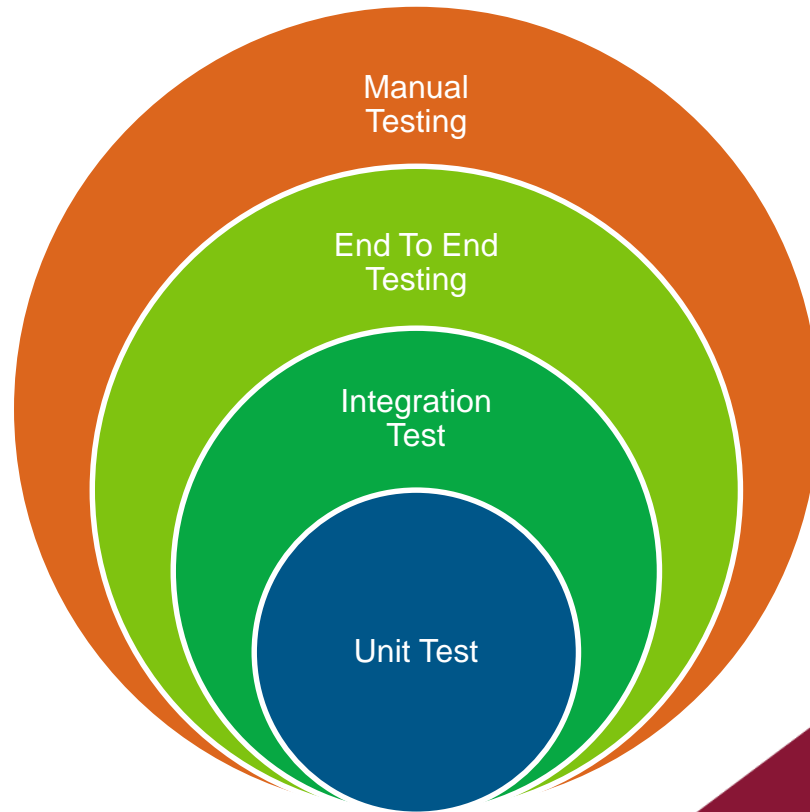 Manual
Testing
End To End
Testing
Integration
Test
Unit Test